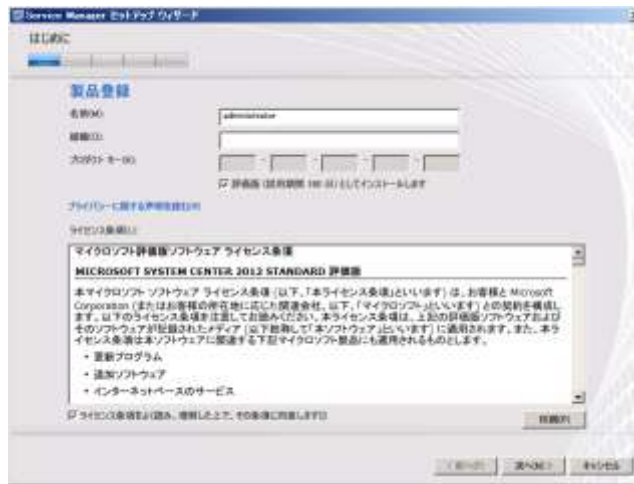 Service Manager セットアップ ウィザード
はじめに
製品登録
名前(M):
administrator
組織(O):
プロダクト キー(K):
- - - -
評価版 (試用期間 180 日) としてインストールします
プライバシーに関する声明を読む(V)
ライセンス条項(L):
マイクロソフト評価版ソフトウェア ライセンス条項
MICROSOFT SYSTEM CENTER 2012 STANDARD 評価版
本マイクロソフト ソフトウェア ライセンス条項 (以下、「本ライセンス条項」といいます) は、お客様と Microsoft
Corporation (またはお客様の所在地に応じた関連会社。以下、「マイクロソフト」といいます) との契約を構成し
ます。以下のライセンス条項を注意してお読みください。本ライセンス条項は、上記の評価版ソフトウェアおよび
そのソフトウェアが記録されたメディア (以下総称して「本ソフトウェア」といいます) に適用されます。また、本ラ
イセンス条項は本ソフトウェアに関連する下記マイクロソフト製品にも適用されるものとします。
• 更新プログラム
• 追加ソフトウェア
• インターネットベースのサービス
ライセンス条項をよく読み、理解した上で、その条項に同意します(I)
印刷(P)
< 前へ(P)
次へ(N) >
キャンセル